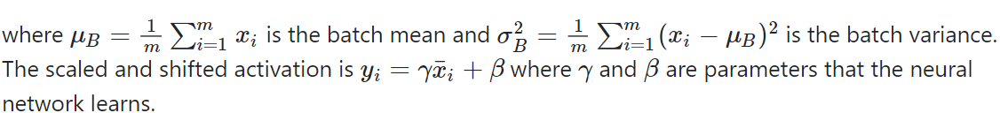 where $\mu_B = \frac{1}{m} \sum_{i=1}^{m} x_i$ is the batch mean and $\sigma_B^2 = \frac{1}{m} \sum_{i=1}^{m} (x_i - \mu_B)^2$ is the batch variance.
The scaled and shifted activation is $y_i = \gamma \bar{x}_i + \beta$ where $\gamma$ and $\beta$ are parameters that the neural
network learns.